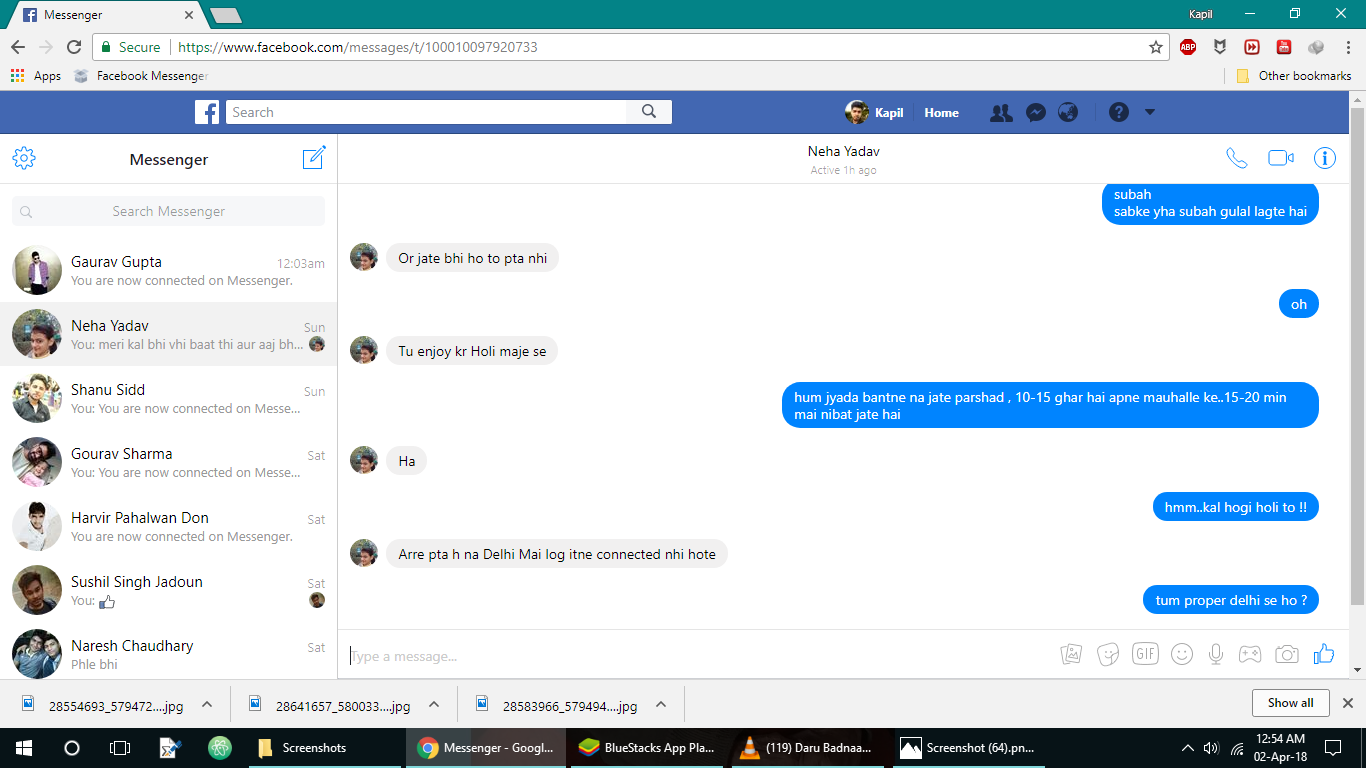 Messenger
Kapil
Secure
https://www.facebook.com/messages/t/100010097920733
ABP
You
Apps
Facebook Messenger
Other bookmarks
f
Search
Kapil
Home
?
Messenger
Neha Yadav
Active 1h ago
Search Messenger
Gaurav Gupta
12:03am
You are now connected on Messenger.
Neha Yadav
Sun
You: meri kal bhi vhi baat thi aur aaj bh...
Shanu Sidd
Sun
You: You are now connected on Messe...
Gourav Sharma
Sat
You: You are now connected on Messe...
Harvir Pahalwan Don
Sat
You are now connected on Messenger.
Sushil Singh Jadoun
Sat
You:
Naresh Chaudhary
Sat
Phle bhi
subah
sabke yha subah gulal lagte hai
Or jate bhi ho to pta nhi
oh
Tu enjoy kr Holi maje se
hum jyada bantne na jate parshad , 10-15 ghar hai apne mauhalle ke..15-20 min
mai nibat jate hai
Ha
hmm..kal hogi holi to !!
Arre pta h na Delhi Mai log itne connected nhi hote
tum proper delhi se ho ?
Type a message...
GIF
28554693_579472....jpg
28641657_580033....jpg
28583966_579494....jpg
Show all
Screenshots
Messenger - Googl...
BlueStacks App Pla...
(119) Daru Badnaa...
Screenshot (64).pn...
12:54 AM
02-Apr-18